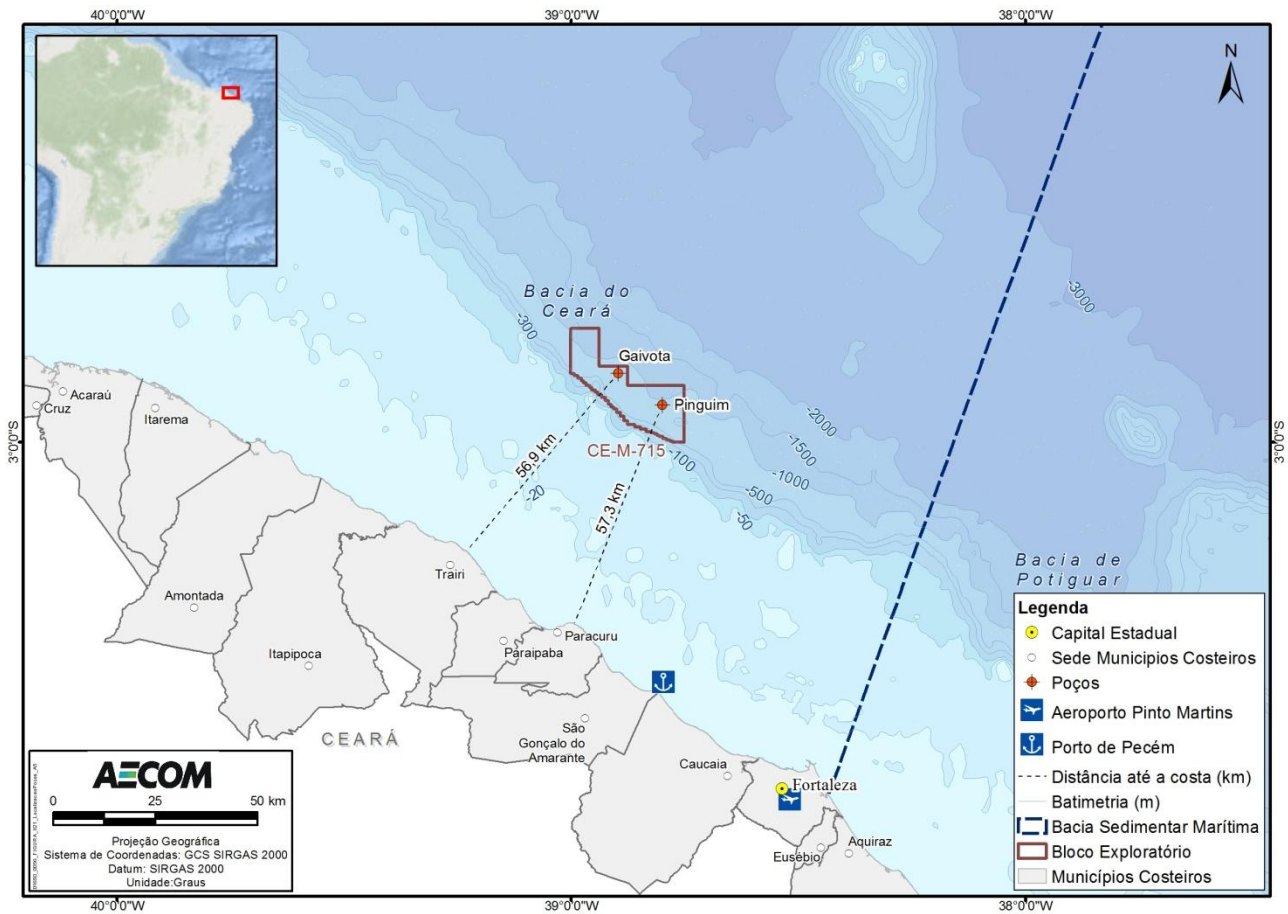 40°0'0"W
39°0'0"W
38°0'0"W
N
Bacia do
Ceará
-300
-3000
Gaivota
Pinguim
-2000
-1500
-1000
CE-M-715
-100
-500
-50
56,9 km
-20
57,3 km
3°0'0"S
3°0'0"S
Acaraú
Cruz
Itarema
Trairi
Amontada
Itapipoca
Paracuru
Paraipaba
São
Gonçalo do
Amarante
CEARÁ
Caucaia
Fortaleza
Eusébio
Aquiraz
Bacia de
Potiguar
Legenda
Capital Estadual
Sede Municipios Costeiros
Poços
Aeroporto Pinto Martins
Porto de Pecém
Distância até a costa (km)
Batimetria (m)
Bacia Sedimentar Marítima
Bloco Exploratório
Municípios Costeiros
AECOM
0 25 50 km
Projeção Geográfica
Sistema de Coordenadas: GCS SIRGAS 2000
Datum: SIRGAS 2000
Unidade:Graus
40°0'0"W
39°0'0"W
38°0'0"W